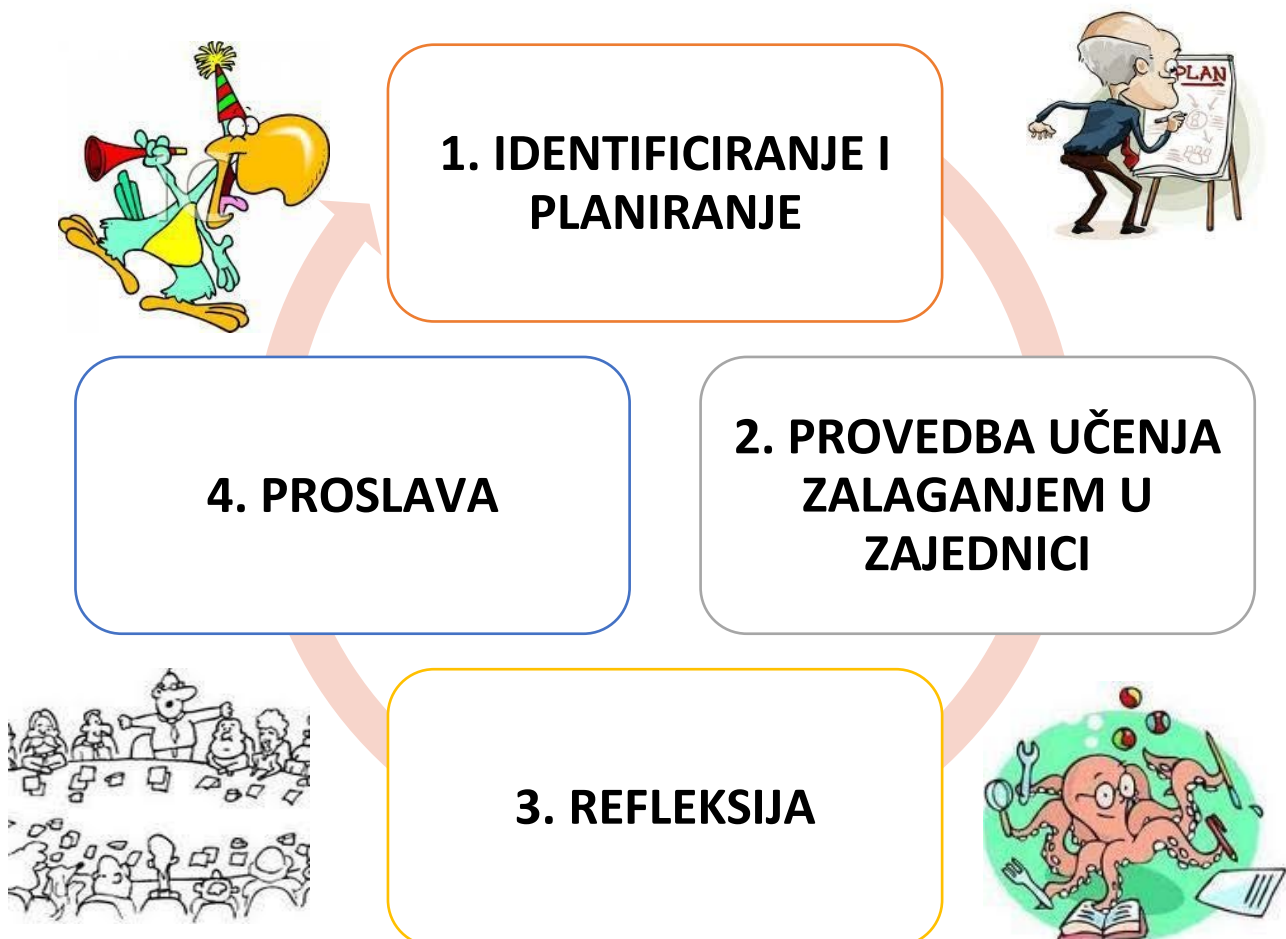 1. IDENTIFICIRANJE I
PLANIRANJE
PLAN
2. PROVEDBA UČENJA
ZALAGANJEM U
ZAJEDNICI
4. PROSLAVA
3. REFLEKSIJA